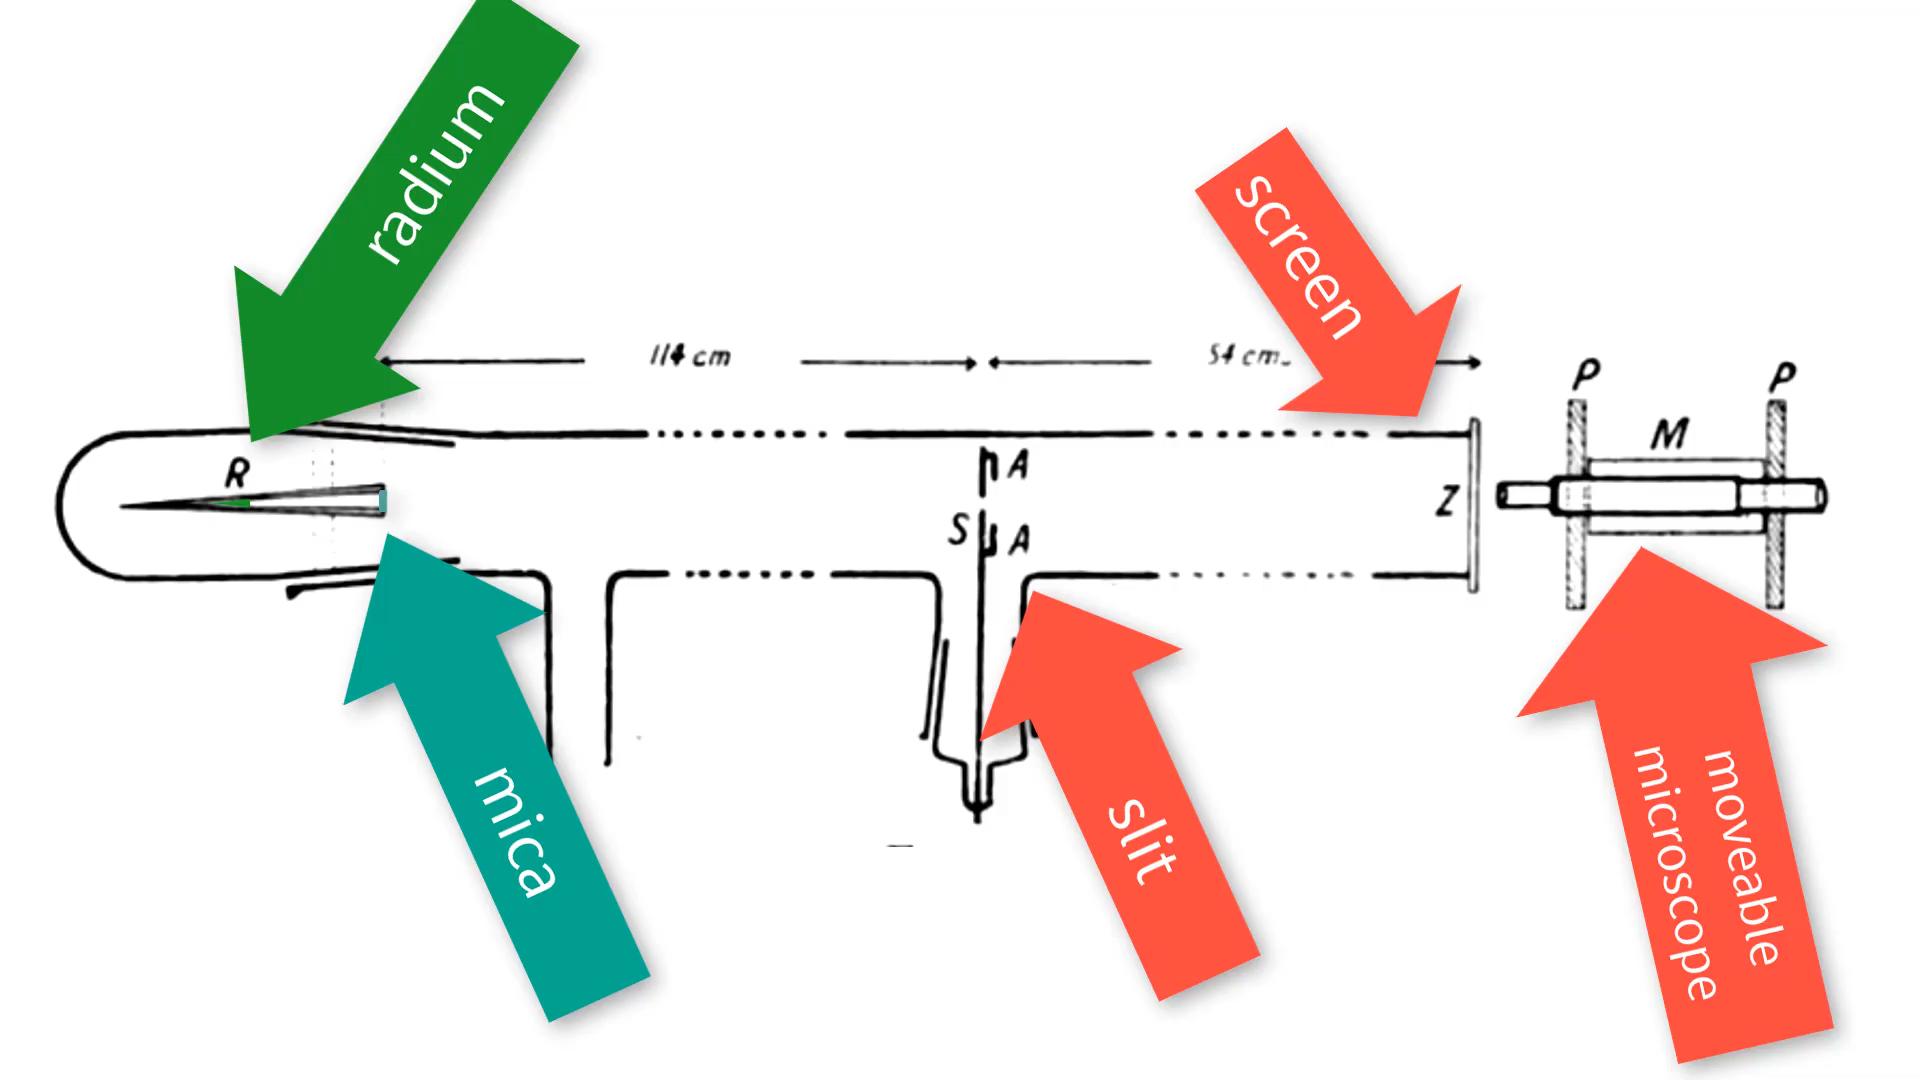 radium
screen
114 cm
54 cm
P
P
M
R
A
Z
S
A
mica
slit
moveable
microscope